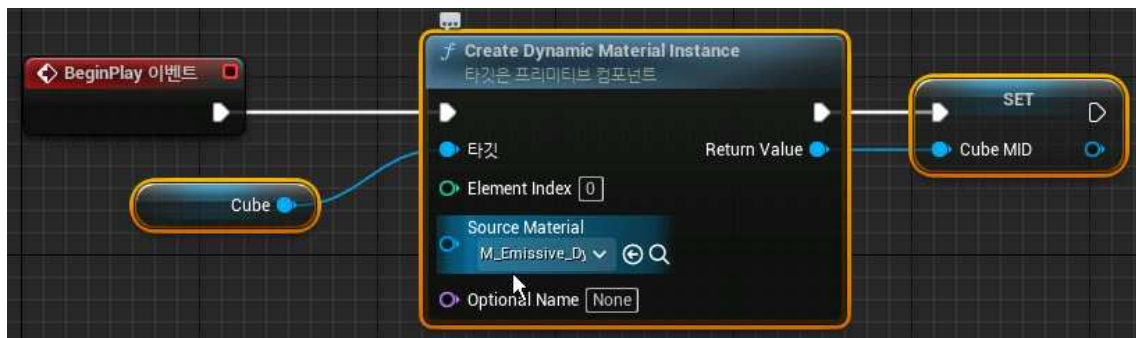 BeginPlay 이벤트
Create Dynamic Material Instance
타깃은 프리미티브 컴포넌트
SET
타깃
Return Value
Cube MID
Element Index 0
Cube
Source Material
M_Emissive_Dy
Optional Name None